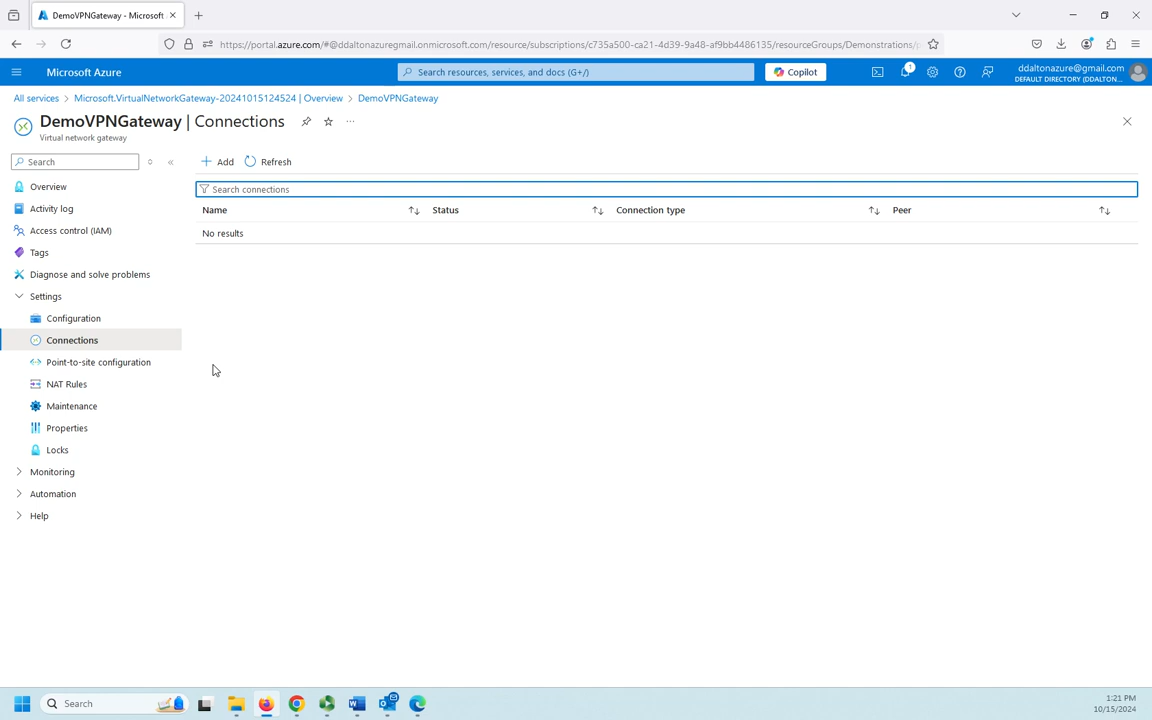 DemoVPNGateway - Microsoft
https://portal.azure.com/#@ddaltonazuregmail.onmicrosoft.com/resource/subscriptions/c735a500-ca21-4d39-9a48-af9bb4486135/resourceGroups/Demonstrations/
Microsoft Azure
Search resources, services, and docs (G+/)
Copilot
1
ddaltonazure@gmail.com
DEFAULT DIRECTORY (DDALTON...
All services > Microsoft.VirtualNetworkGateway-20241015124524 | Overview > DemoVPNGateway
DemoVPNGateway | Connections
Virtual network gateway
Search
Add
Refresh
Search connections
Name
Status
Connection type
Peer
No results
Overview
Activity log
Access control (IAM)
Tags
Diagnose and solve problems
Settings
Configuration
Connections
Point-to-site configuration
NAT Rules
Maintenance
Properties
Locks
Monitoring
Automation
Help
Search
1:21 PM
10/15/2024